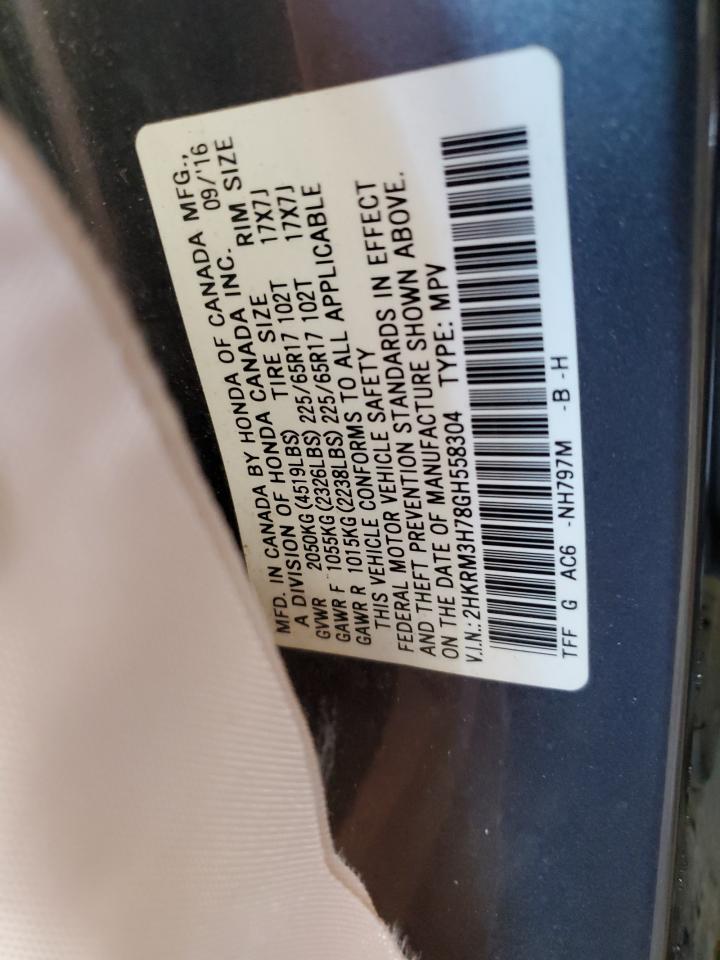 MFD. IN CANADA BY HONDA OF CANADA MFG.,
A DIVISION OF HONDA CANADA INC. 09/'16
GVWR 2050KG (4519LBS) TIRE SIZE RIM SIZE
GAWR F 1055KG (2326LBS) 225/65R17 102T 17X7J
GAWR R 1015KG (2238LBS) 225/65R17 102T 17X7J
THIS VEHICLE CONFORMS TO ALL APPLICABLE
FEDERAL MOTOR VEHICLE SAFETY
AND THEFT PREVENTION STANDARDS IN EFFECT
ON THE DATE OF MANUFACTURE SHOWN ABOVE.
V.I.N.: 2HKRM3H78GH558304 TYPE: MPV
TFF G AC6 -NH797M -B -H